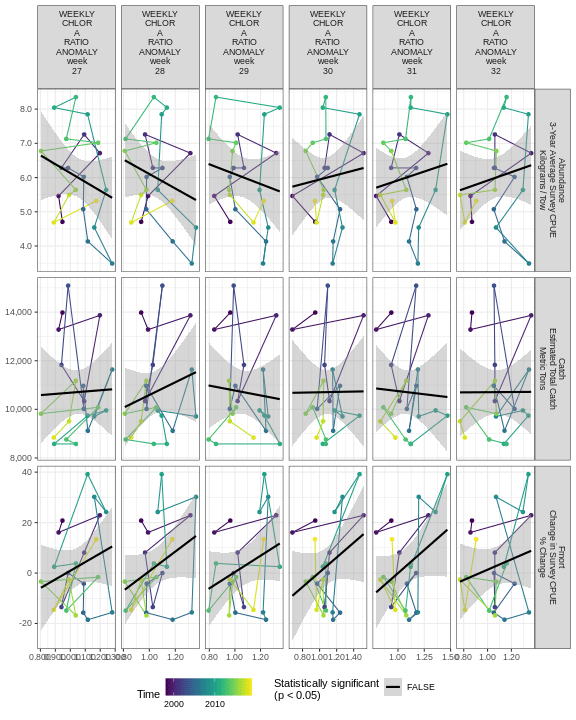 WEEKLY WEEKLY WEEKLY WEEKLY WEEKLY WEEKLY
CHLOR CHLOR CHLOR CHLOR CHLOR CHLOR
A A A A A A
RATIO RATIO RATIO RATIO RATIO RATIO
ANOMALY ANOMALY ANOMALY ANOMALY ANOMALY ANOMALY
week week week week week week
27 28 29 30 31 32
8.0
7.0
6.0
5.0
4.0
Abundance
3-Year Average Survey CPUE
Kilograms / Tow
14,000
12,000
10,000
8,000
Catch
Estimated Total Catch
Metric Tons
40
20
0
-20
Fmort
Change in Survey CPUE
% Change
1.00 1.20 0.80 1.00 1.20 0.80 1.00 1.20 1.40 1.00 1.25 1.50 0.80 1.00 1.20
Time
2000 2010
Statistically significant
(p < 0.05)
FALSE